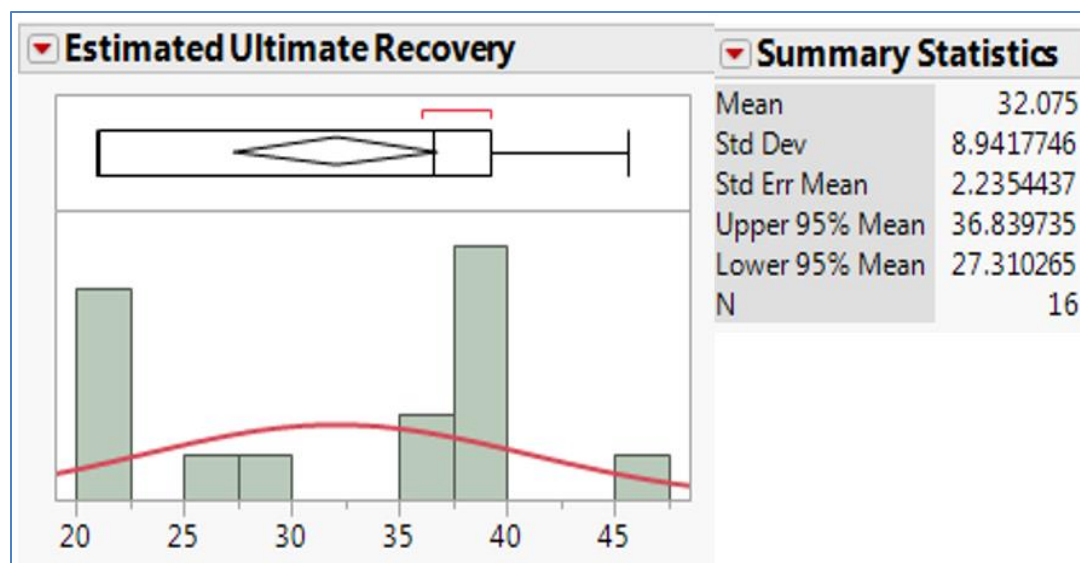 Estimated Ultimate Recovery
20 25 30 35 40 45
Summary Statistics
Mean 32.075
Std Dev 8.9417746
Std Err Mean 2.2354437
Upper 95% Mean 36.839735
Lower 95% Mean 27.310265
N 16